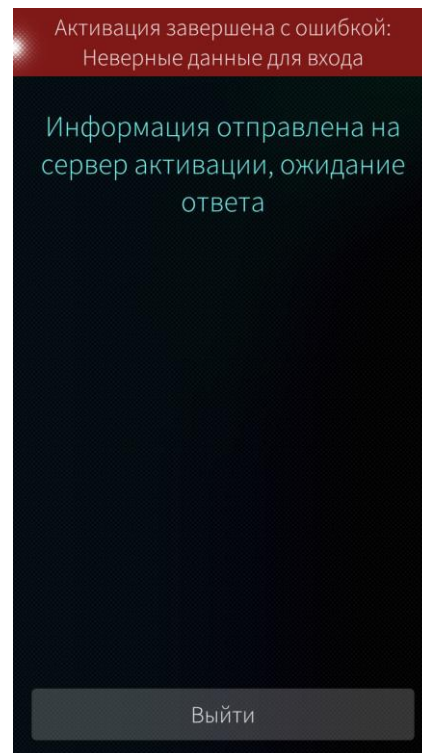 Активация завершена с ошибкой:
Неверные данные для входа
Информация отправлена на
сервер активации, ожидание
ответа
Выйти